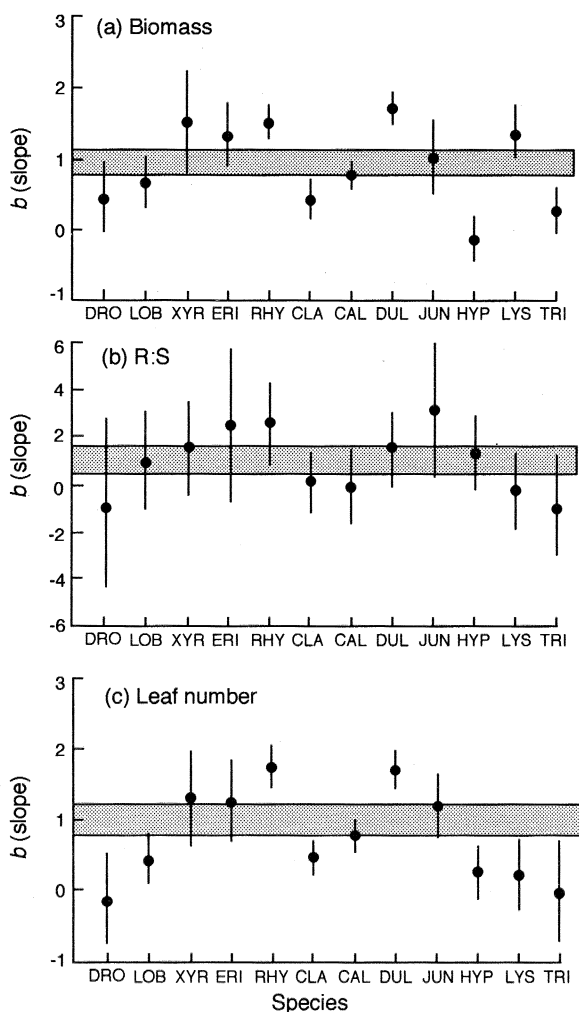 (a) Biomass
3
2
1
0
-1
b (slope)
DRO LOB XYR ERI RHY CLA CAL DUL JUN HYP LYS TRI
(b) R:S
6
4
2
0
-2
-4
-6
b (slope)
DRO LOB XYR ERI RHY CLA CAL DUL JUN HYP LYS TRI
(c) Leaf number
3
2
1
0
-1
b (slope)
DRO LOB XYR ERI RHY CLA CAL DUL JUN HYP LYS TRI
Species